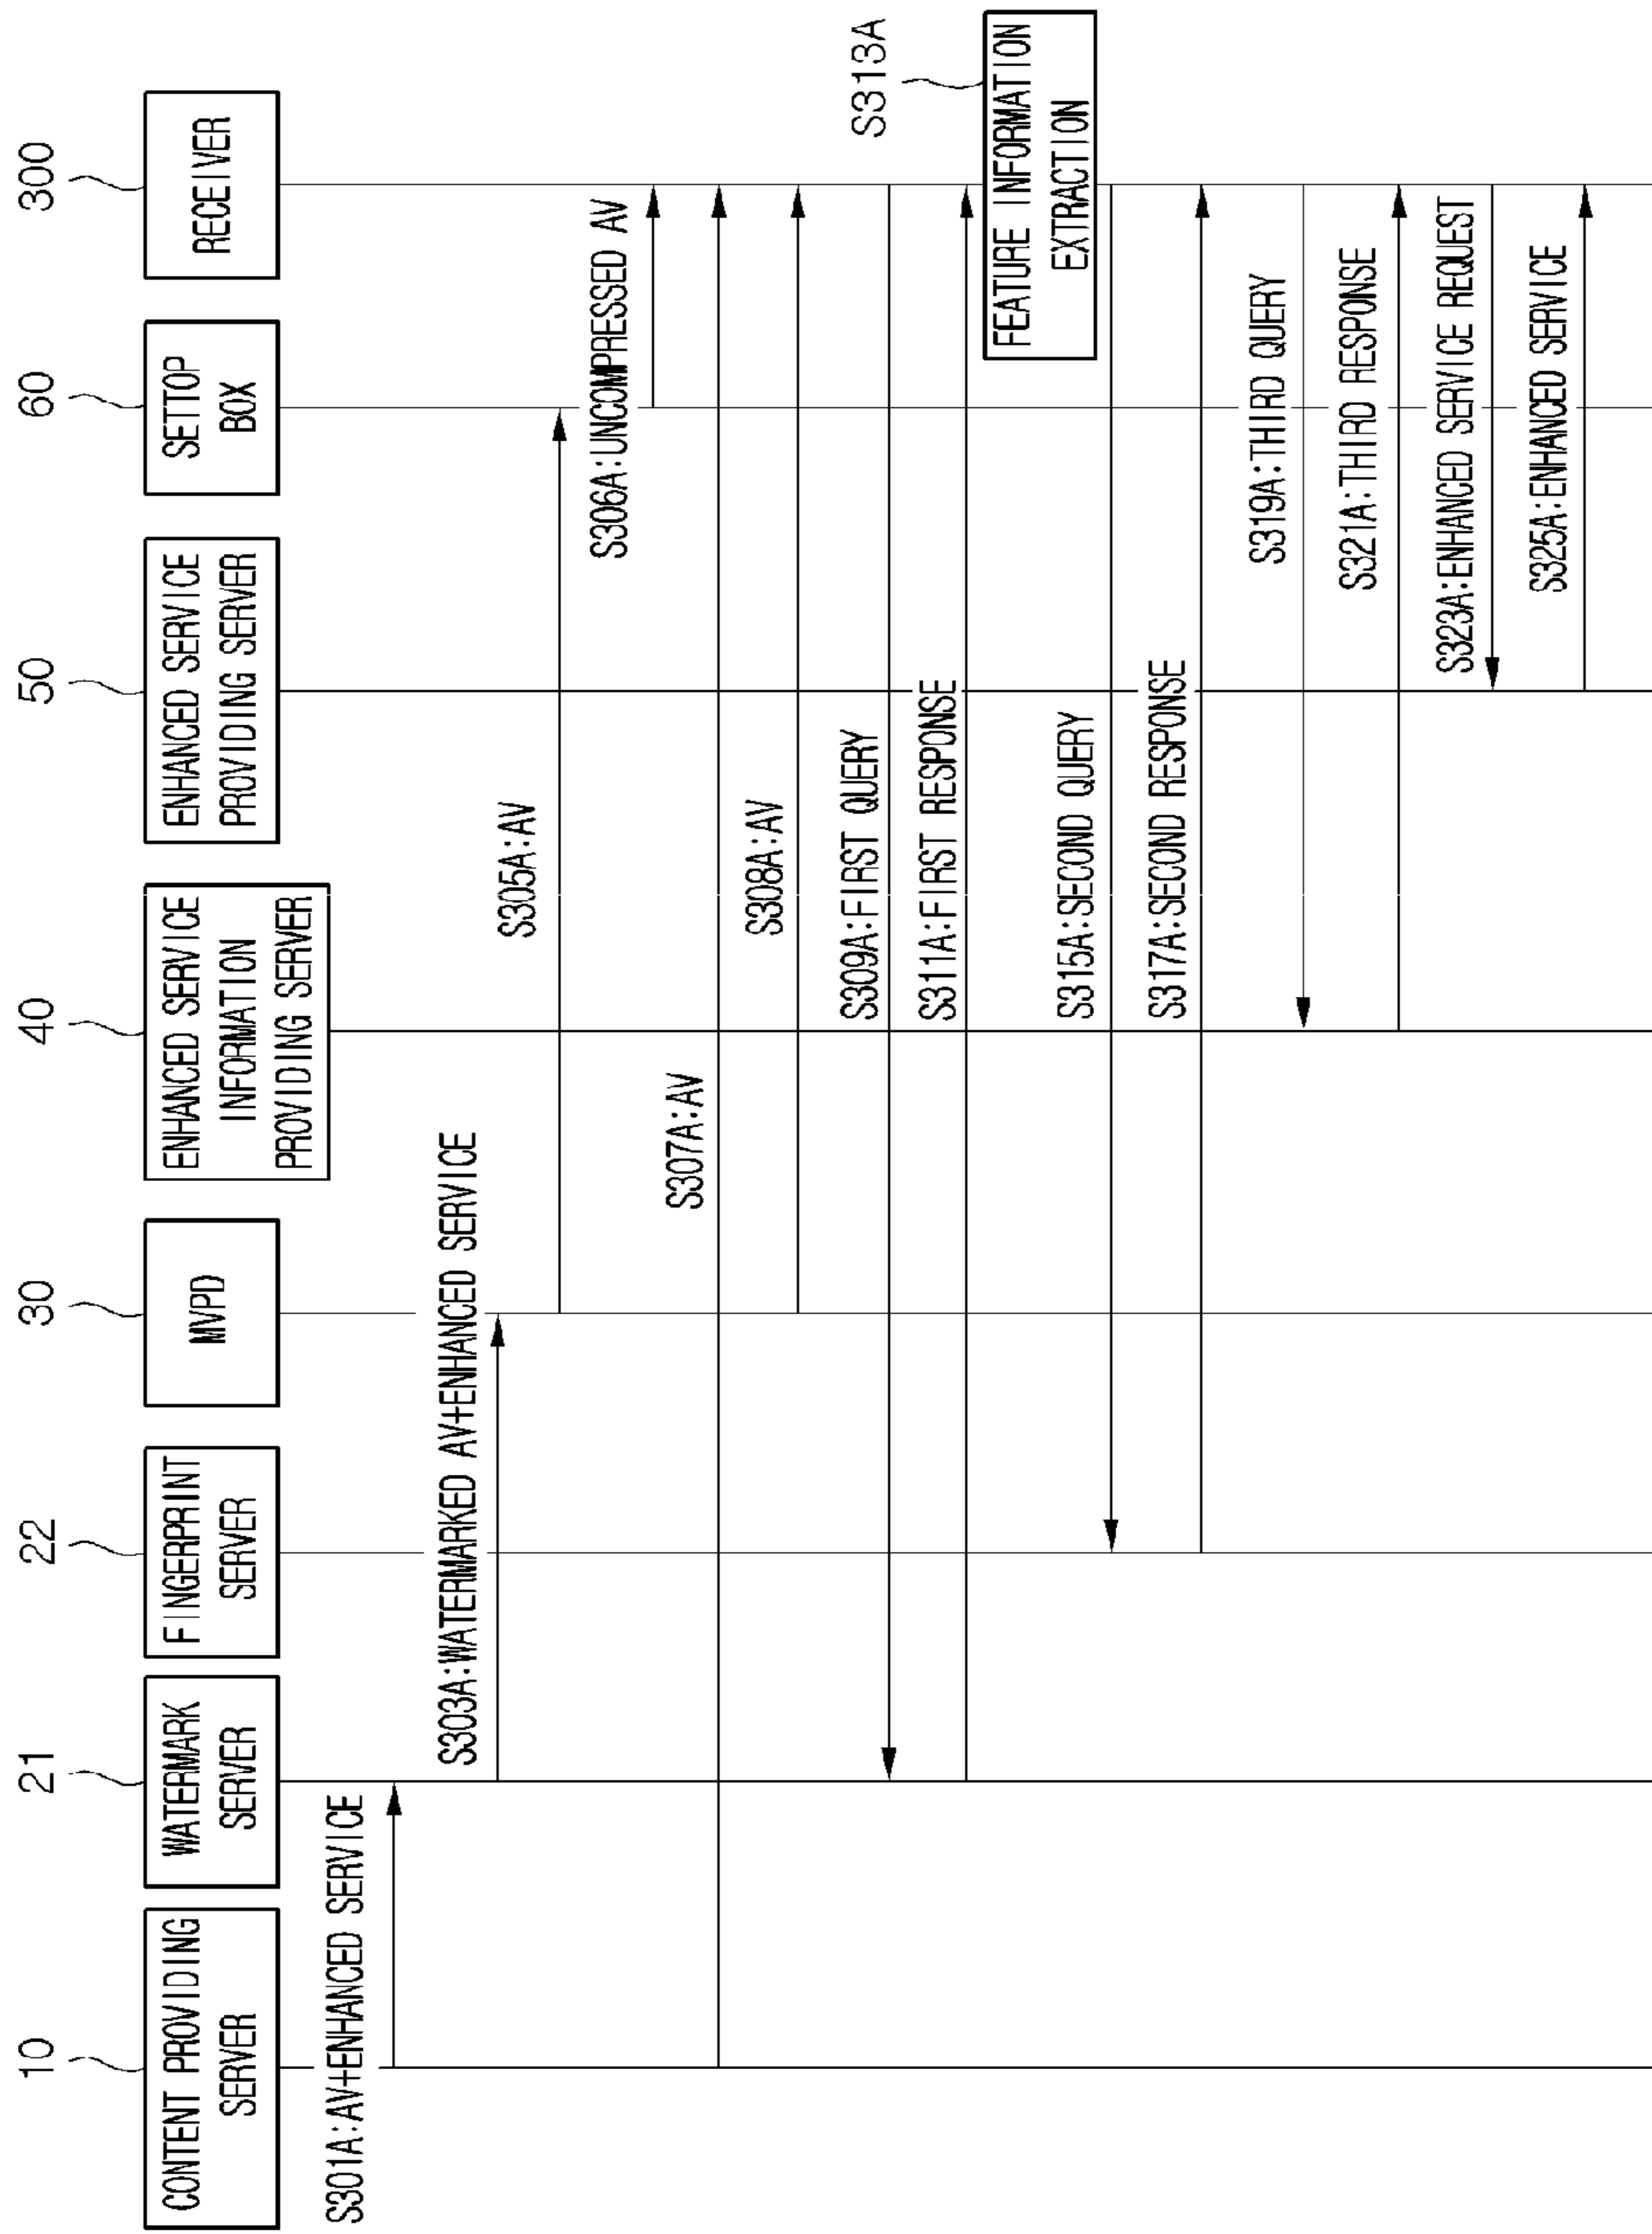 10
21
22
30
40
50
60
300
CONTENT PROVIDING
SERVER
WATERMARK
SERVER
FINGERPRINT
SERVER
MVPD
ENHANCED SERVICE
INFORMATION
PROVIDING SERVER
ENHANCED SERVICE
PROVIDING SERVER
SETTOP
BOX
RECEIVER
S301A:AV+ENHANCED SERVICE
S303A:WATERMARKED AV+ENHANCED SERVICE
S305A:AV
S306A:UNCOMPRESSED AV
S307A:AV
S308A:AV
S309A:FIRST QUERY
S311A:FIRST RESPONSE
S313A
FEATURE INFORMATION
EXTRACTION
S315A:SECOND QUERY
S317A:SECOND RESPONSE
S319A:THIRD QUERY
S321A:THIRD RESPONSE
S323A:ENHANCED SERVICE REQUEST
S325A:ENHANCED SERVICE